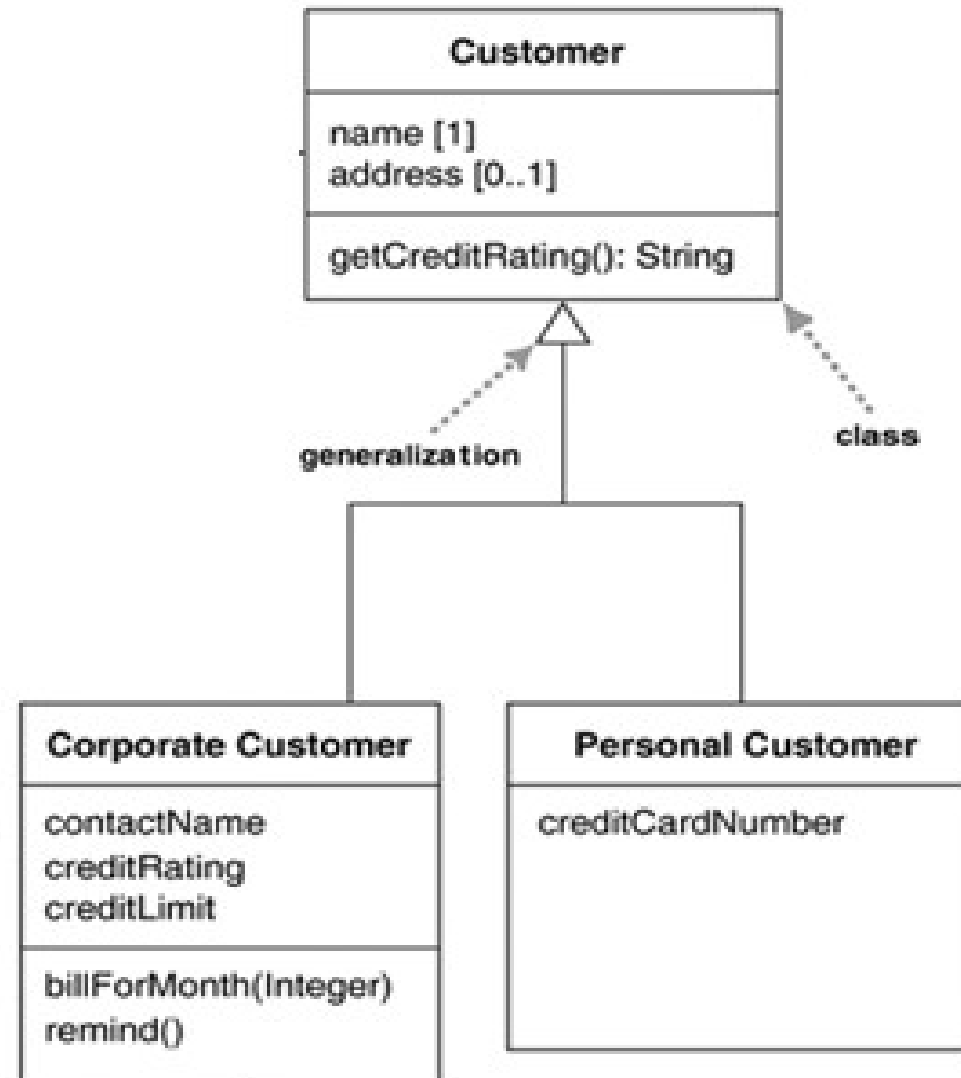 Customer
name [1]
address [0..1]
getCreditRating(): String
generalization
class
Corporate Customer
contactName
creditRating
creditLimit
billForMonth(Integer)
remind()
Personal Customer
creditCardNumber